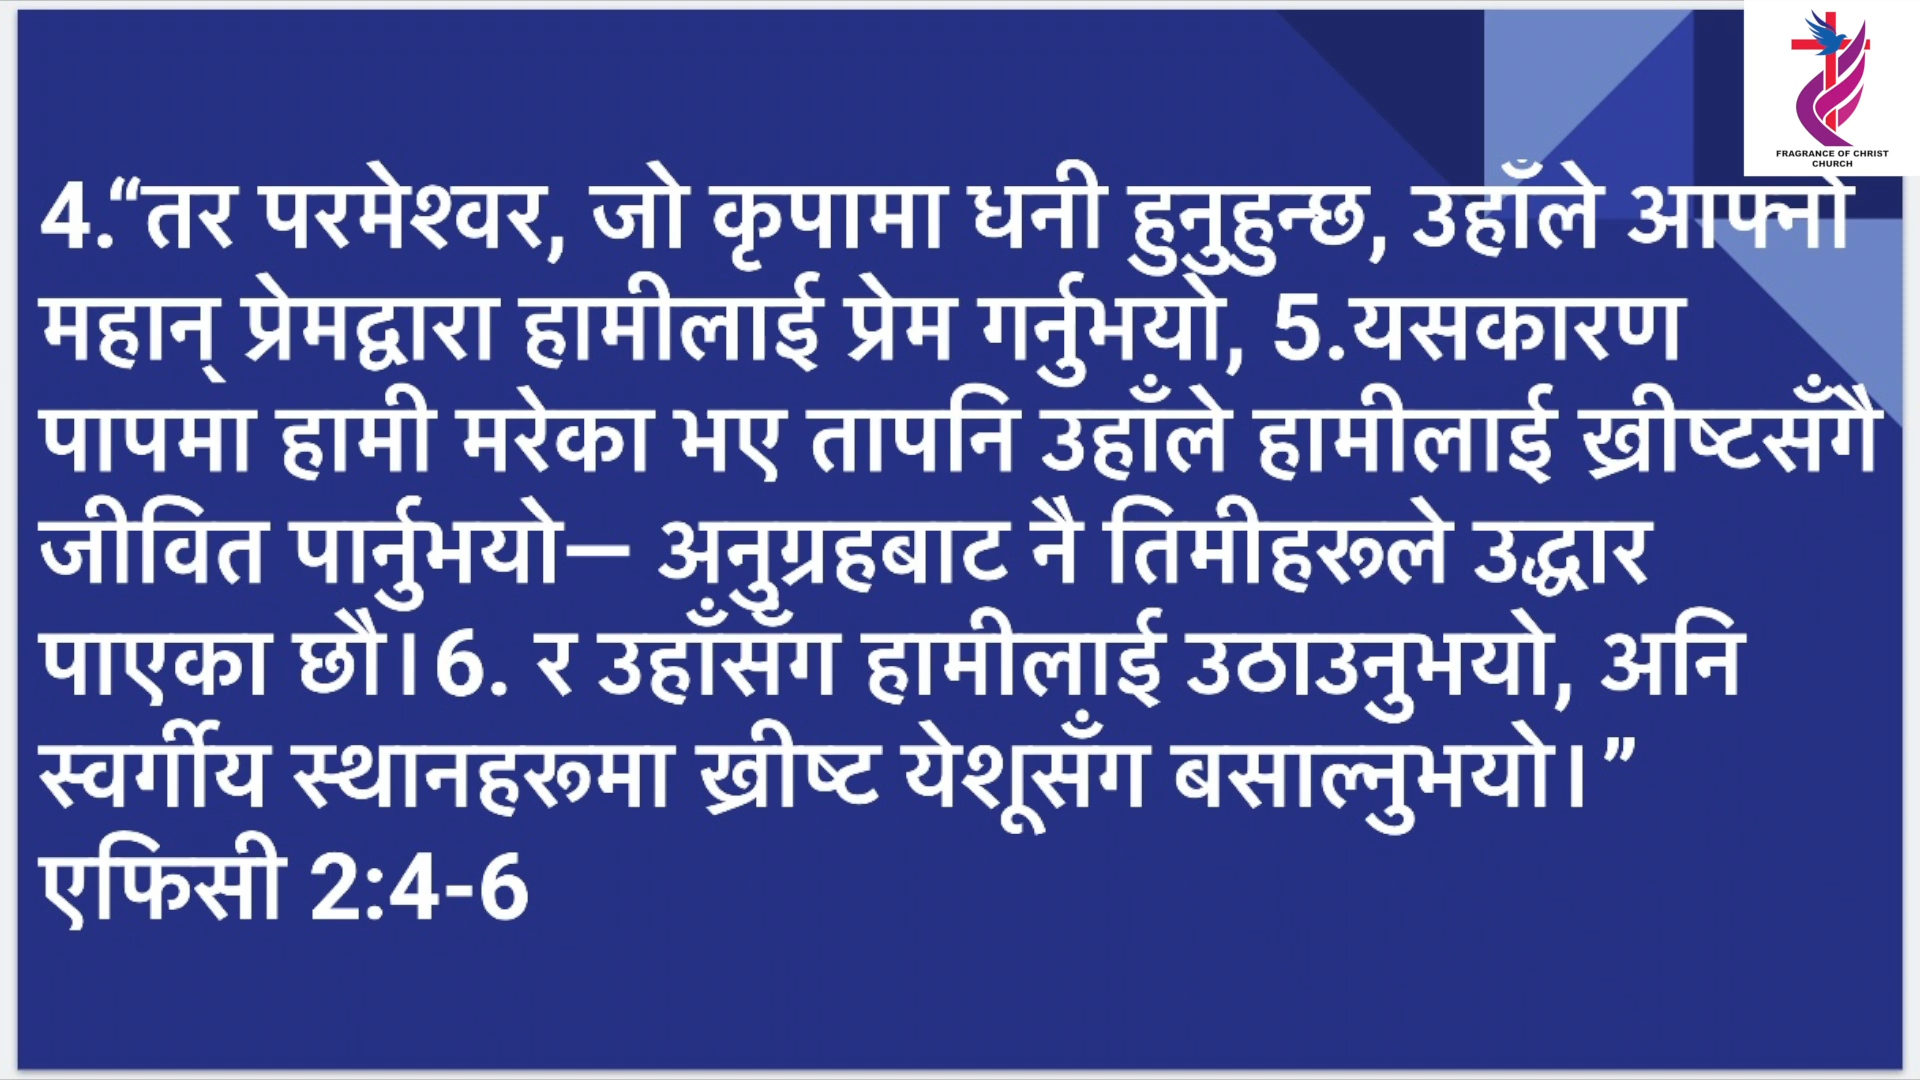 FRAGRANCE OF CHRIST
CHURCH
4.“तर परमेश्वर, जो कृपामा धनी हुनुहुन्छ, उहाँले आफ्नो
महान् प्रेमद्वारा हामीलाई प्रेम गर्नुभयो, 5.यसकारण
पापमा हामी मरेका भए तापनि उहाँले हामीलाई ख्रीष्टसँगै
जीवित पार्नुभयो— अनुग्रहबाट नै तिमीहरूले उद्धार
पाएका छौ।6. र उहाँसँग हामीलाई उठाउनुभयो, अनि
स्वर्गीय स्थानहरूमा ख्रीष्ट येशूसँग बसाल्नुभयो।”
एफिसी 2:4-6